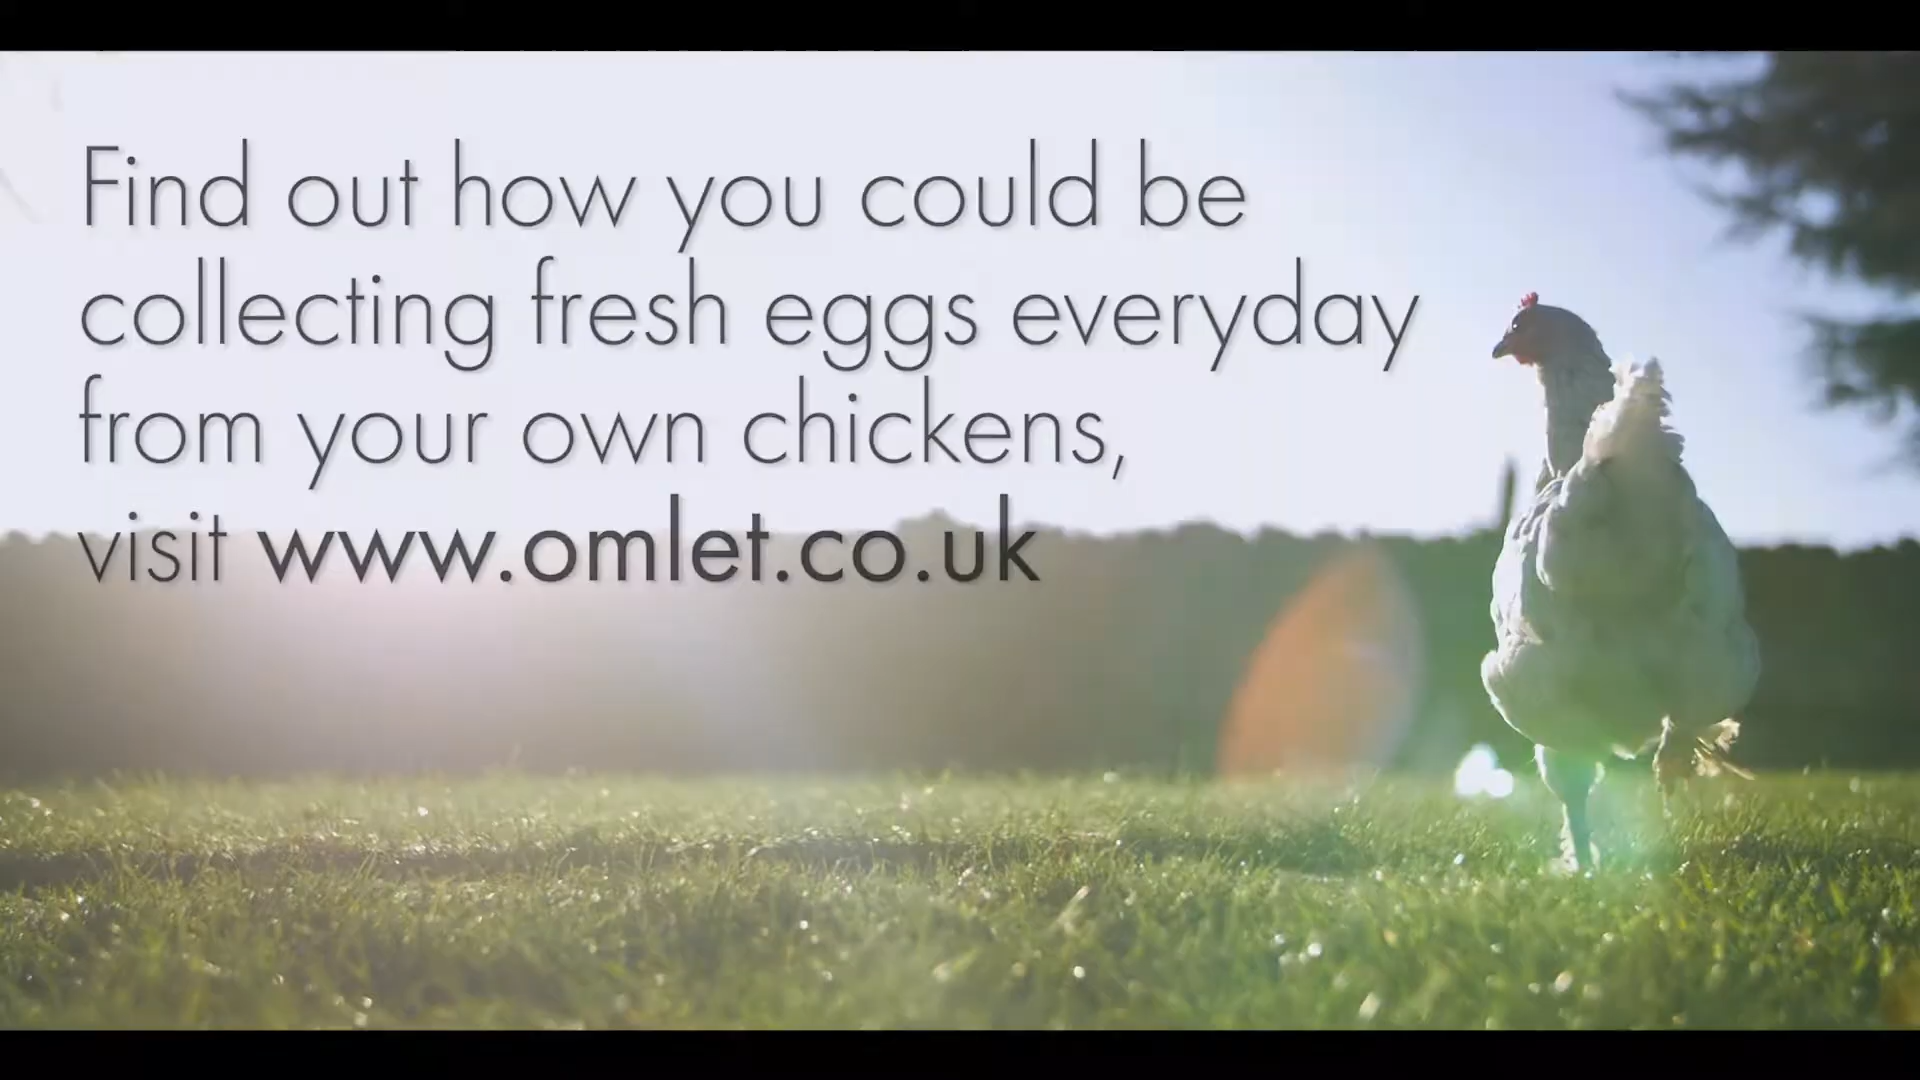 Find out how you could be
collecting fresh eggs everyday
from your own chickens,
visit www.omlet.co.uk